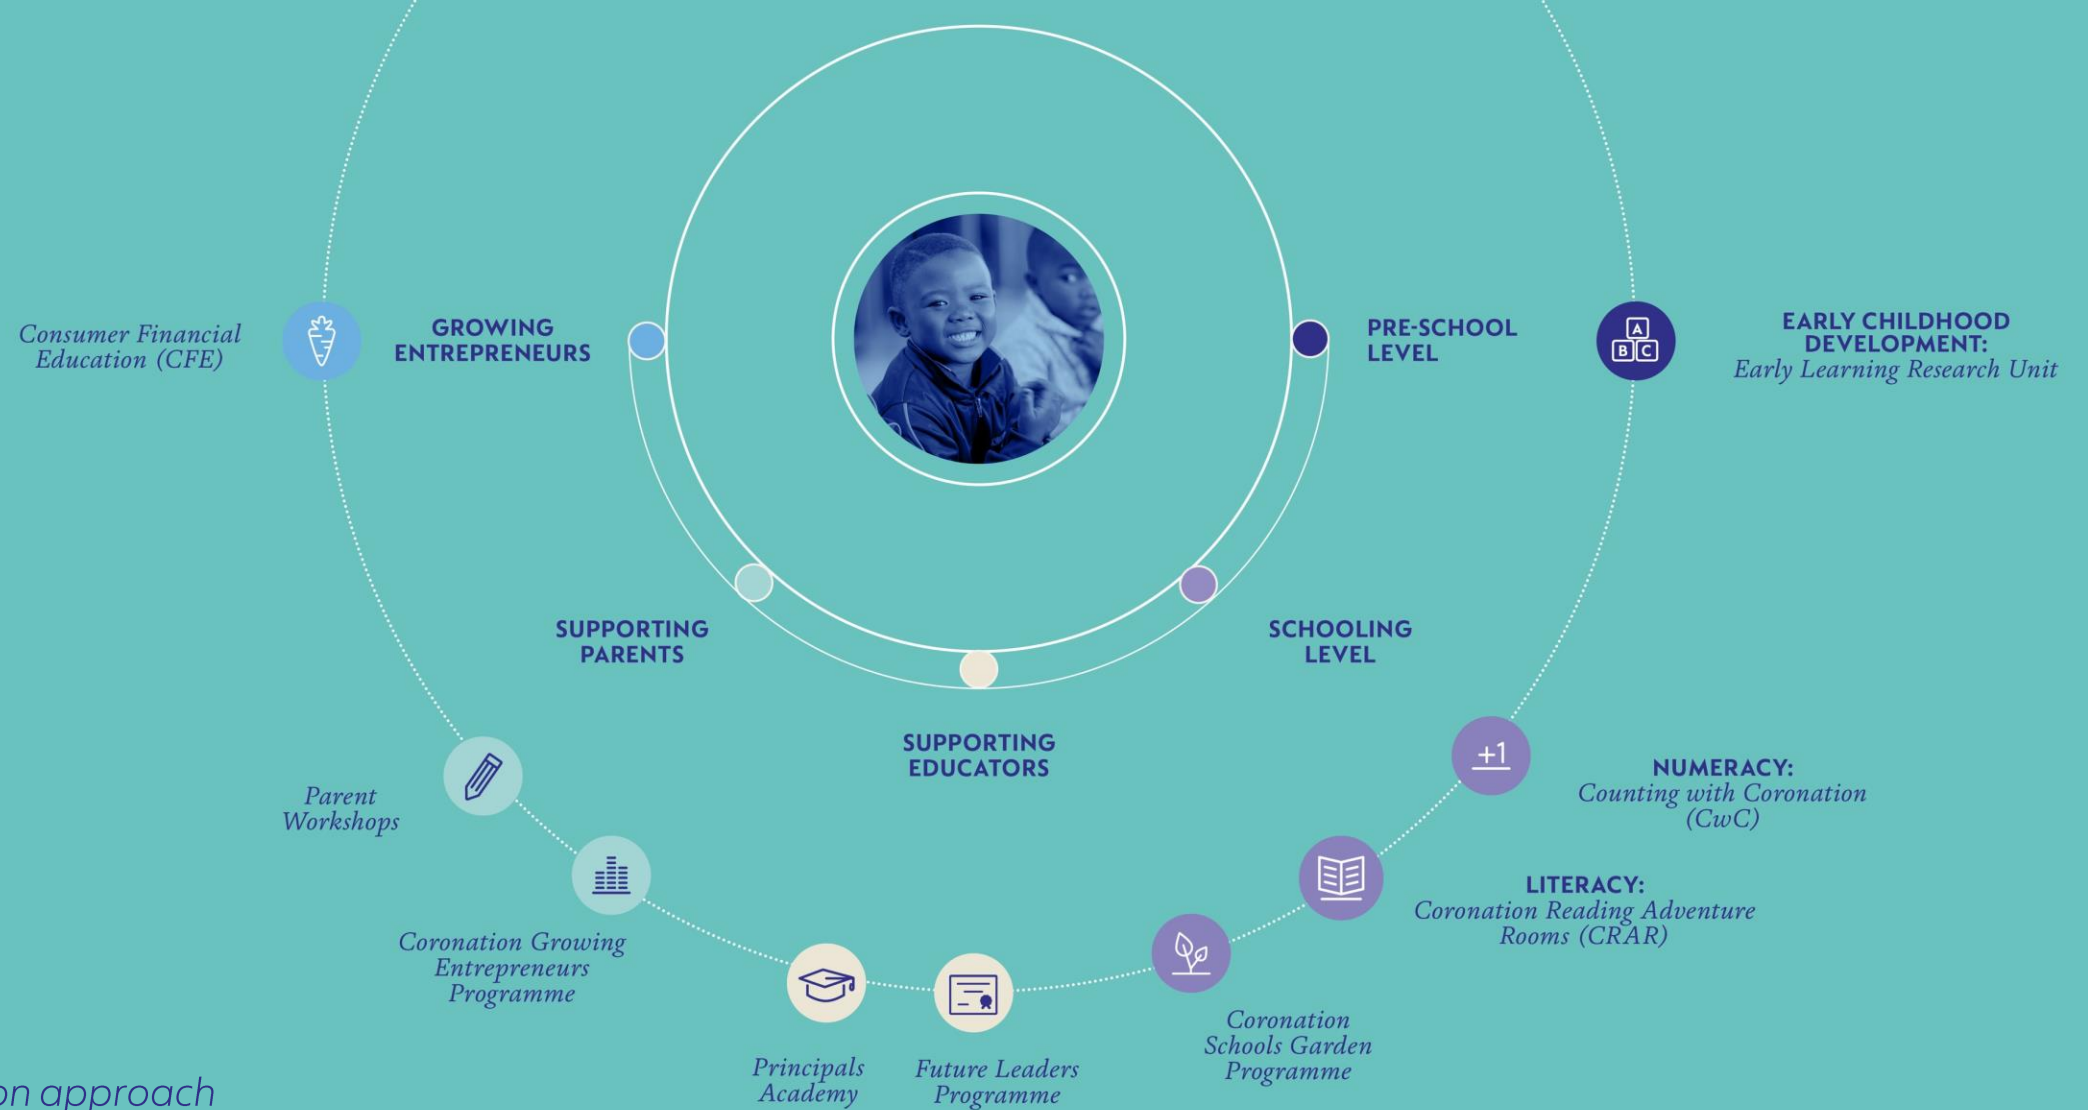 Consumer Financial
Education (CFE)
GROWING
ENTREPRENEURS
PRE-SCHOOL
LEVEL
A
B C
EARLY CHILDHOOD
DEVELOPMENT:
Early Learning Research Unit
SUPPORTING
PARENTS
SCHOOLING
LEVEL
SUPPORTING
EDUCATORS
Parent
Workshops
+1
NUMERACY:
Counting with Coronation
(CwC)
LITERACY:
Coronation Reading Adventure
Rooms (CRAR)
Coronation Growing
Entrepreneurs
Programme
Coronation
Schools Garden
Programme
Principals
Academy
Future Leaders
Programme
on approach